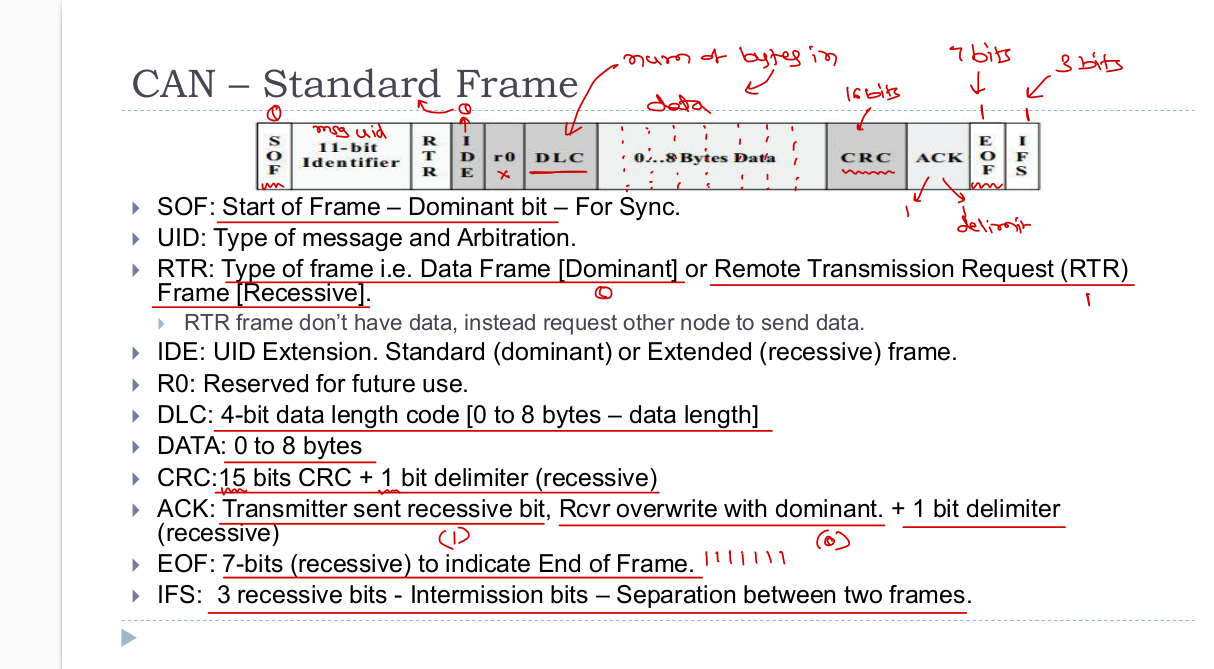 num of bytes in
7 bits
3 bits
CAN – Standard Frame
0
0
data
16 bits
1
1
msg uid
S
O
F
11-bit
Identifier
R
T
R
I
D
E
r0
x
DLC
0...8 Bytes Data
CRC
ACK
E
O
F
I
F
S
1
delimit
SOF: Start of Frame – Dominant bit – For Sync.
UID: Type of message and Arbitration.
RTR: Type of frame i.e. Data Frame [Dominant] or Remote Transmission Request (RTR)
Frame [Recessive].
0
1
RTR frame don't have data, instead request other node to send data.
IDE: UID Extension. Standard (dominant) or Extended (recessive) frame.
R0: Reserved for future use.
DLC: 4-bit data length code [0 to 8 bytes – data length]
DATA: 0 to 8 bytes
CRC:15 bits CRC + 1 bit delimiter (recessive)
ACK: Transmitter sent recessive bit, Rcvr overwrite with dominant. + 1 bit delimiter
(recessive)
(1)
(0)
EOF: 7-bits (recessive) to indicate End of Frame. 1111111
IFS:  3 recessive bits - Intermission bits – Separation between two frames.